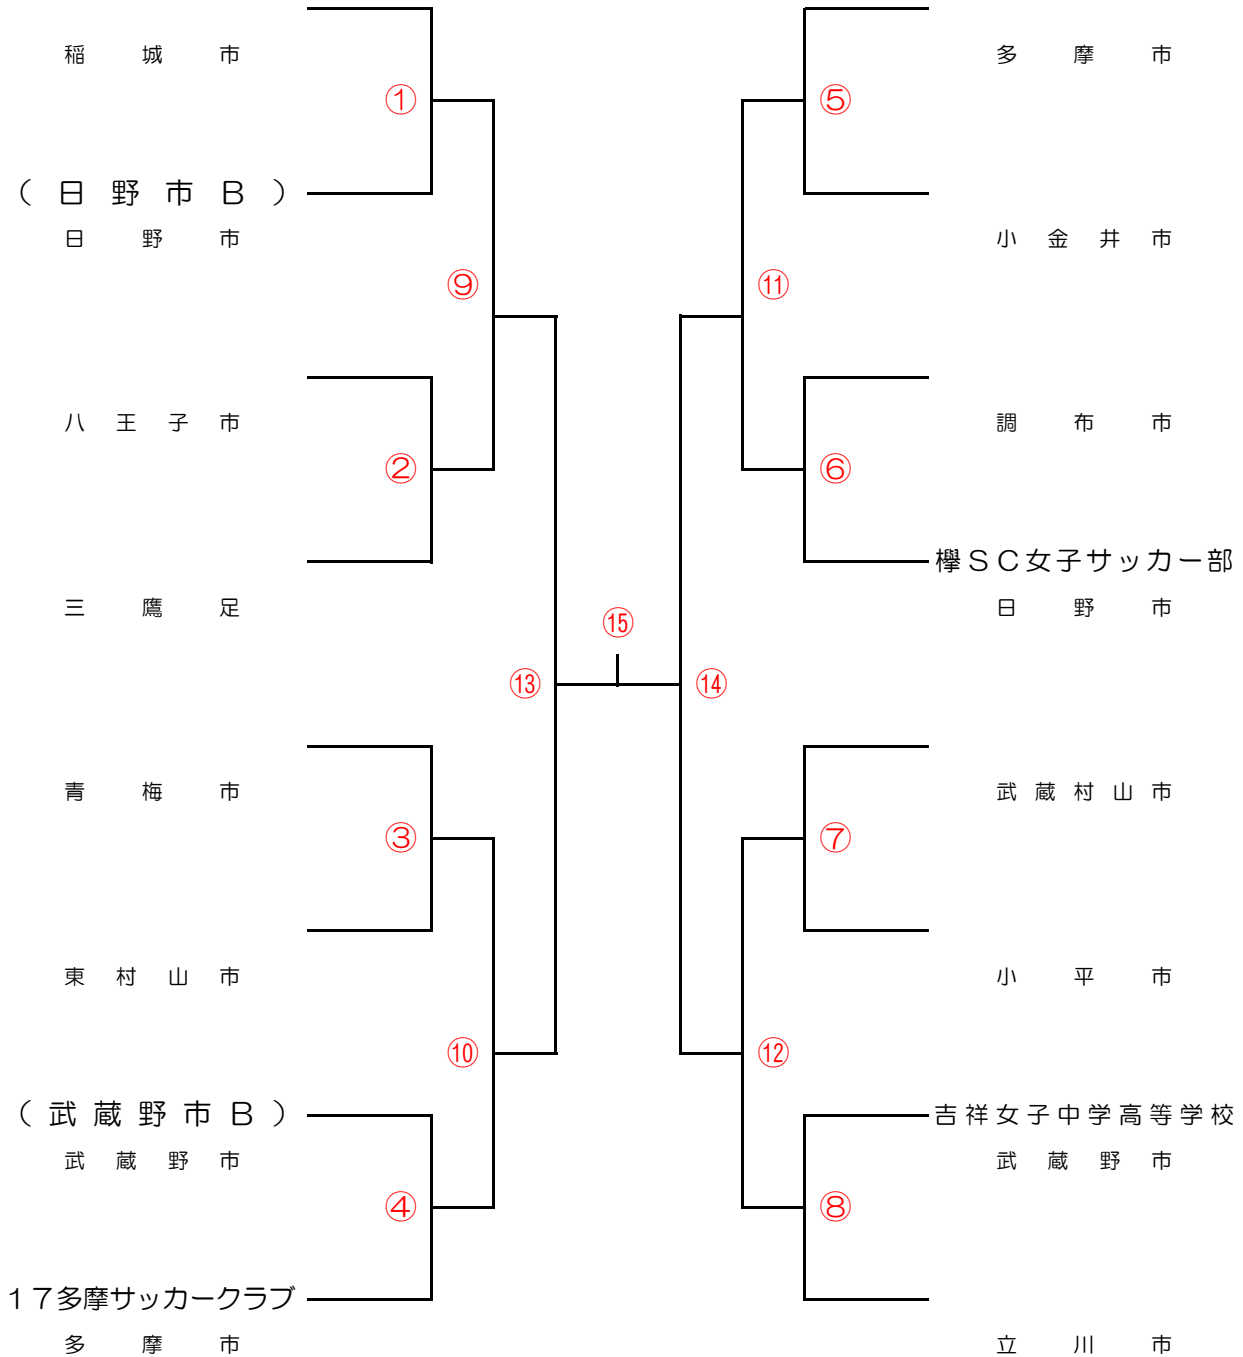 稲城市
①
（日野市B）
日野市
⑨
八王子市
②
三鷹足
⑬
青梅市
③
東村山市
⑩
（武蔵野市B）
武蔵野市
④
１７多摩サッカークラブ
多摩市
⑮
多摩市
⑤
小金井市
⑪
調布市
⑥
欅ＳＣ女子サッカー部
日野市
⑭
武蔵村山市
⑦
小平市
⑫
吉祥女子中学高等学校
武蔵野市
⑧
立川市